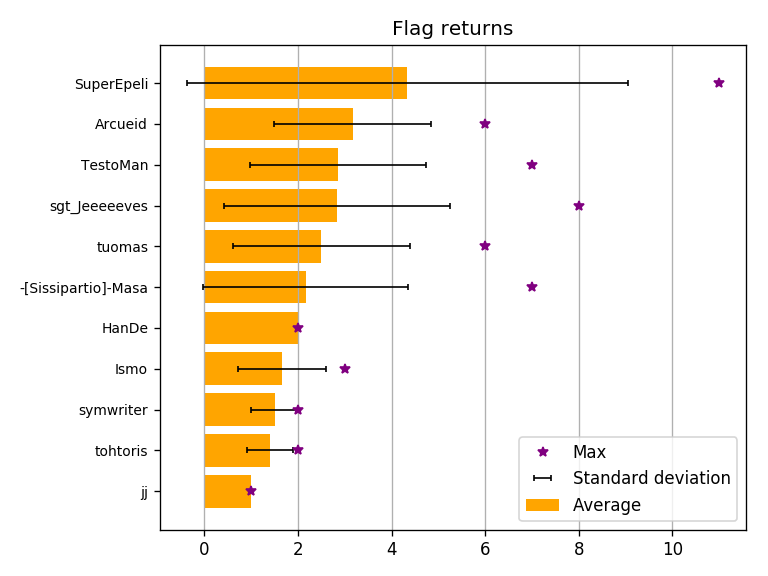 Flag returns
SuperEpeli
Arcueid
TestoMan
sgt_Jeeeeeves
tuomas
-[Sissipartio]-Masa
HanDe
Ismo
symwriter
tohtoris
jj
Max
Standard deviation
Average
0 2 4 6 8 10